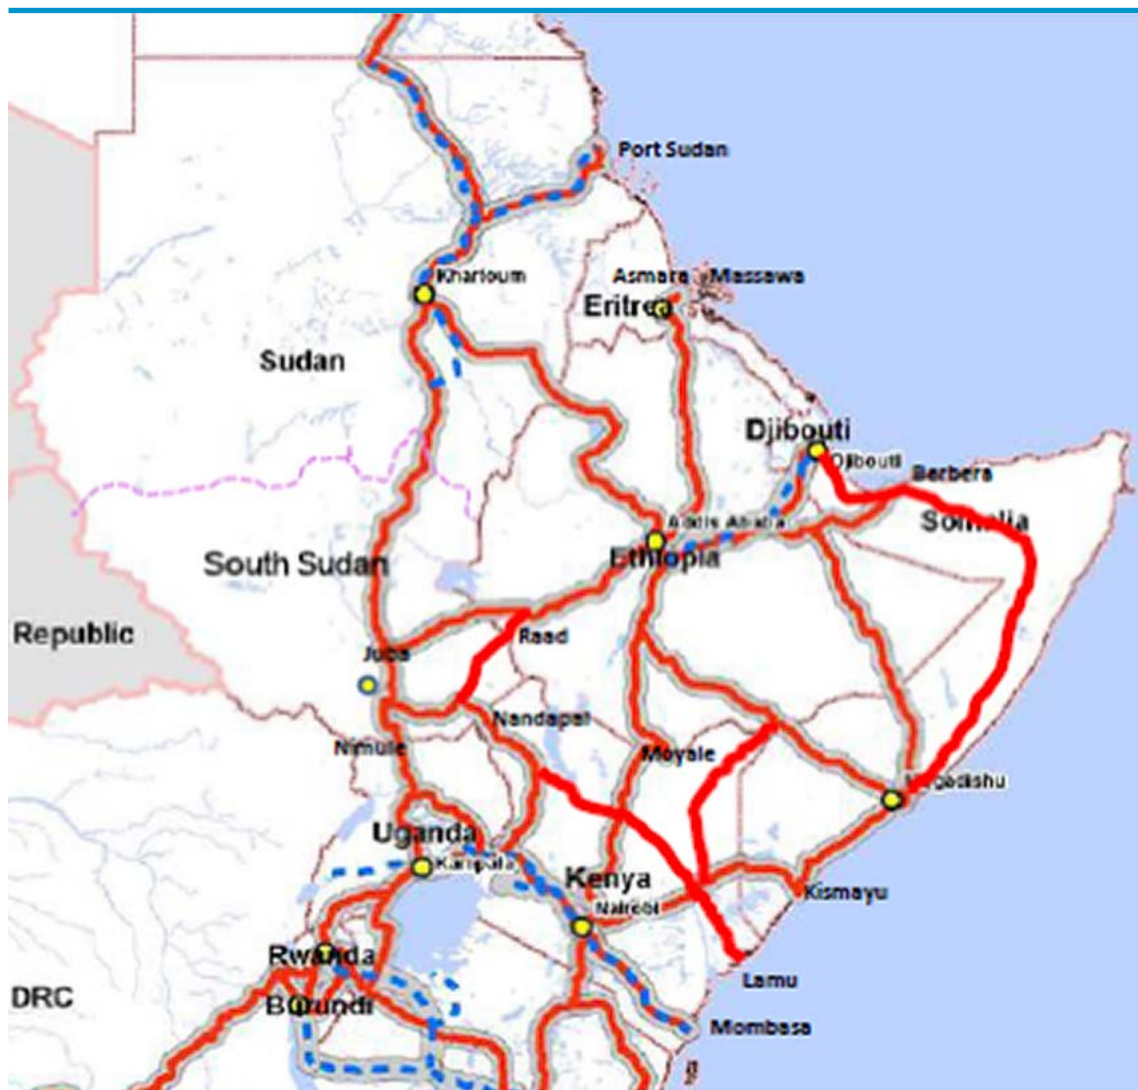 Port Sudan
Khartoum
Asmara Massawa
Eritrea
Sudan
Djibouti
Djibouti
Berbera
Addis Ababa
Somalia
Ethiopia
South Sudan
Republic
Raad
Juba
Nandapal
Nimule
Moyale
Mogadishu
Uganda
Kampala
Kenya
Kismayu
Nairobi
Rwanda
Lamu
DRC
Burundi
Mombasa